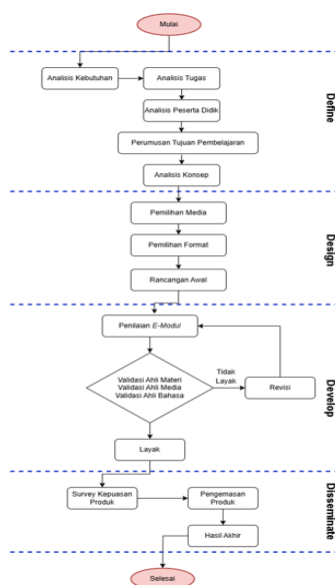 Mulai
Define
Analisis Kebutuhan
Analisis Tugas
Analisis Peserta Didik
Perumusan Tujuan Pembelajaran
Analisis Konsep
Design
Pemilihan Media
Pemilihan Format
Rancangan Awal
Develop
Penilaian E-Modul
Validasi Ahli Materi
Validasi Ahli Media
Validasi Ahli Bahasa
Tidak
Layak
Revisi
Layak
Disseminate
Survey Kepuasan
Produk
Pengemasan
Produk
Hasil Akhir
Selesai